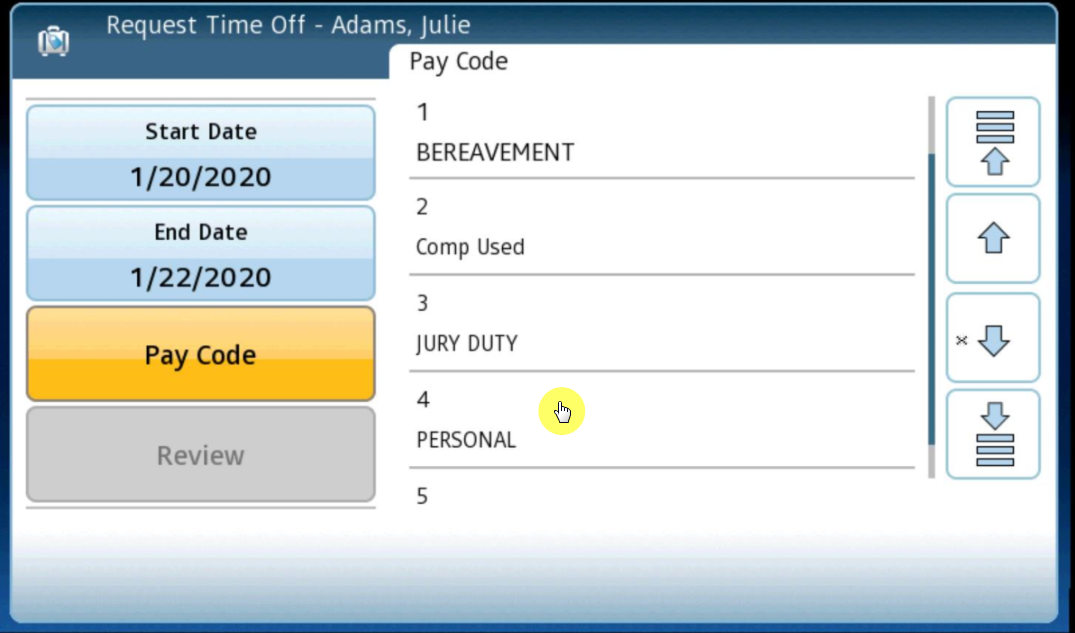 Request Time Off - Adams, Julie
Pay Code
Start Date
1/20/2020
End Date
1/22/2020
Pay Code
Review
1
BEREAVEMENT
2
Comp Used
3
JURY DUTY
4
PERSONAL
5